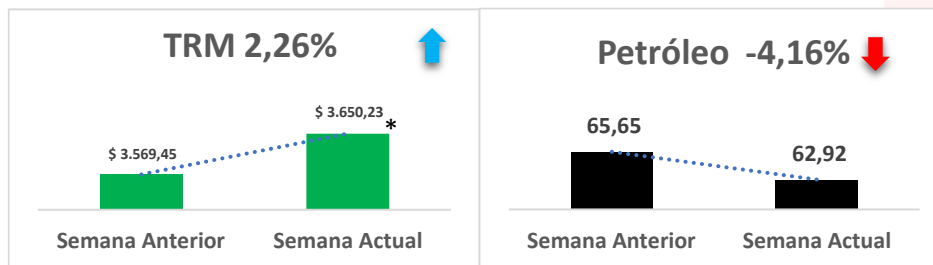 TRM 2,26%
$ 3.569,45
$ 3.650,23
*
Semana Anterior
Semana Actual
Petróleo -4,16%
65,65
62,92
Semana Anterior
Semana Actual